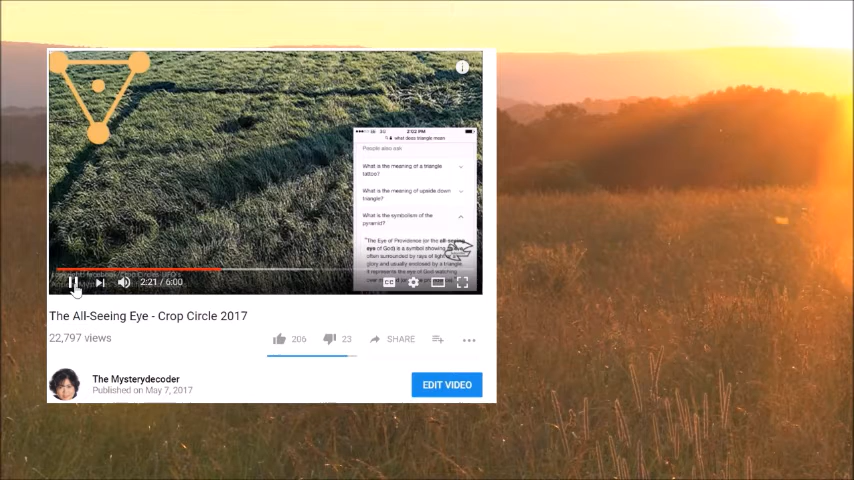 2:02 PM
what does triangle mean
People also ask
What is the meaning of a triangle
tattoo?
What is the meaning of upside down
triangle?
What is the symbolism of the
pyramid?
"The Eye of Providence (or the all-seeing
eye of God) is a symbol showing
often surrounded by rays of light
glory and usually enclosed by a triangle
It represents the eye of God watching
2:21 / 6:00
CC
The All-Seeing Eye - Crop Circle 2017
22,797 views
206
23
SHARE
The Mysterydecoder
Published on May 7, 2017
EDIT VIDEO